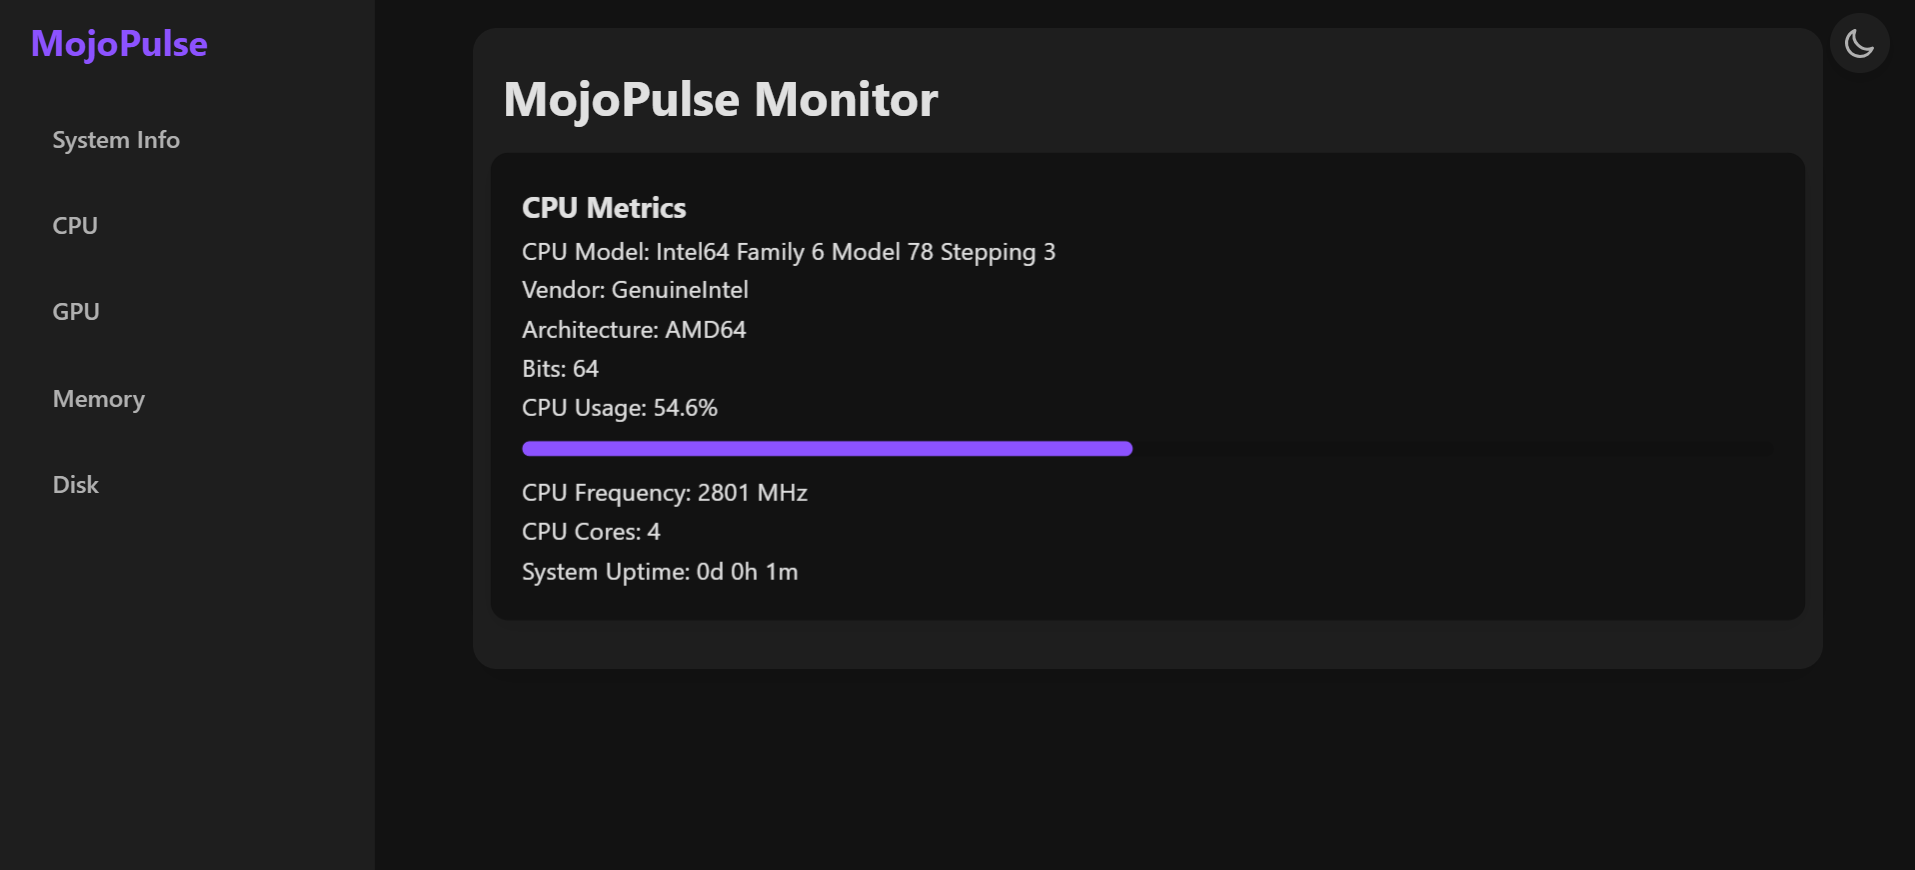 MojoPulse
System Info
CPU
GPU
Memory
Disk
MojoPulse Monitor
CPU Metrics
CPU Model: Intel64 Family 6 Model 78 Stepping 3
Vendor: GenuineIntel
Architecture: AMD64
Bits: 64
CPU Usage: 54.6%
CPU Frequency: 2801 MHz
CPU Cores: 4
System Uptime: 0d 0h 1m